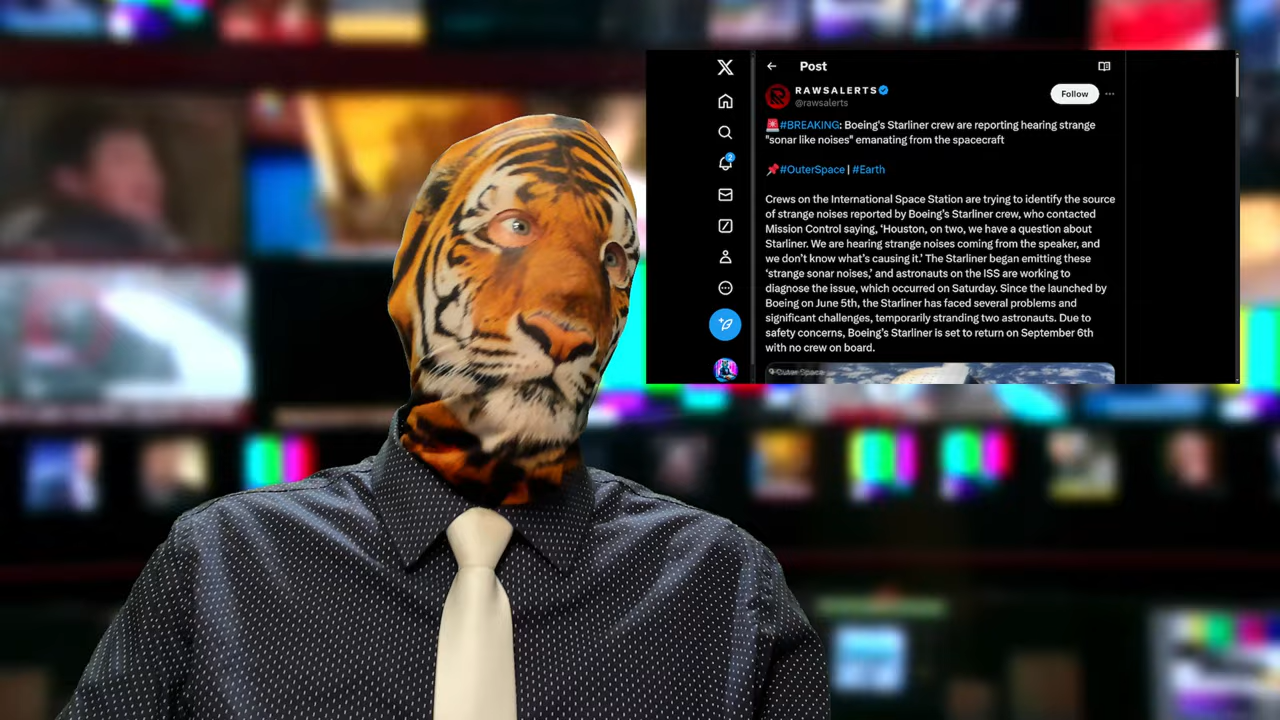 Post
RAWSALERTS
@rawsalerts
Follow
🚨#BREAKING: Boeing's Starliner crew are reporting hearing strange
"sonar like noises" emanating from the spacecraft
📌#OuterSpace | #Earth
Crews on the International Space Station are trying to identify the source
of strange noises reported by Boeing's Starliner crew, who contacted
Mission Control saying, 'Houston, on two, we have a question about
Starliner. We are hearing strange noises coming from the speaker, and
we don't know what's causing it.' The Starliner began emitting these
'strange sonar noises,' and astronauts on the ISS are working to
diagnose the issue, which occurred on Saturday. Since the launched by
Boeing on June 5th, the Starliner has faced several problems and
significant challenges, temporarily stranding two astronauts. Due to
safety concerns, Boeing's Starliner is set to return on September 6th
with no crew on board.
2
Outer Space